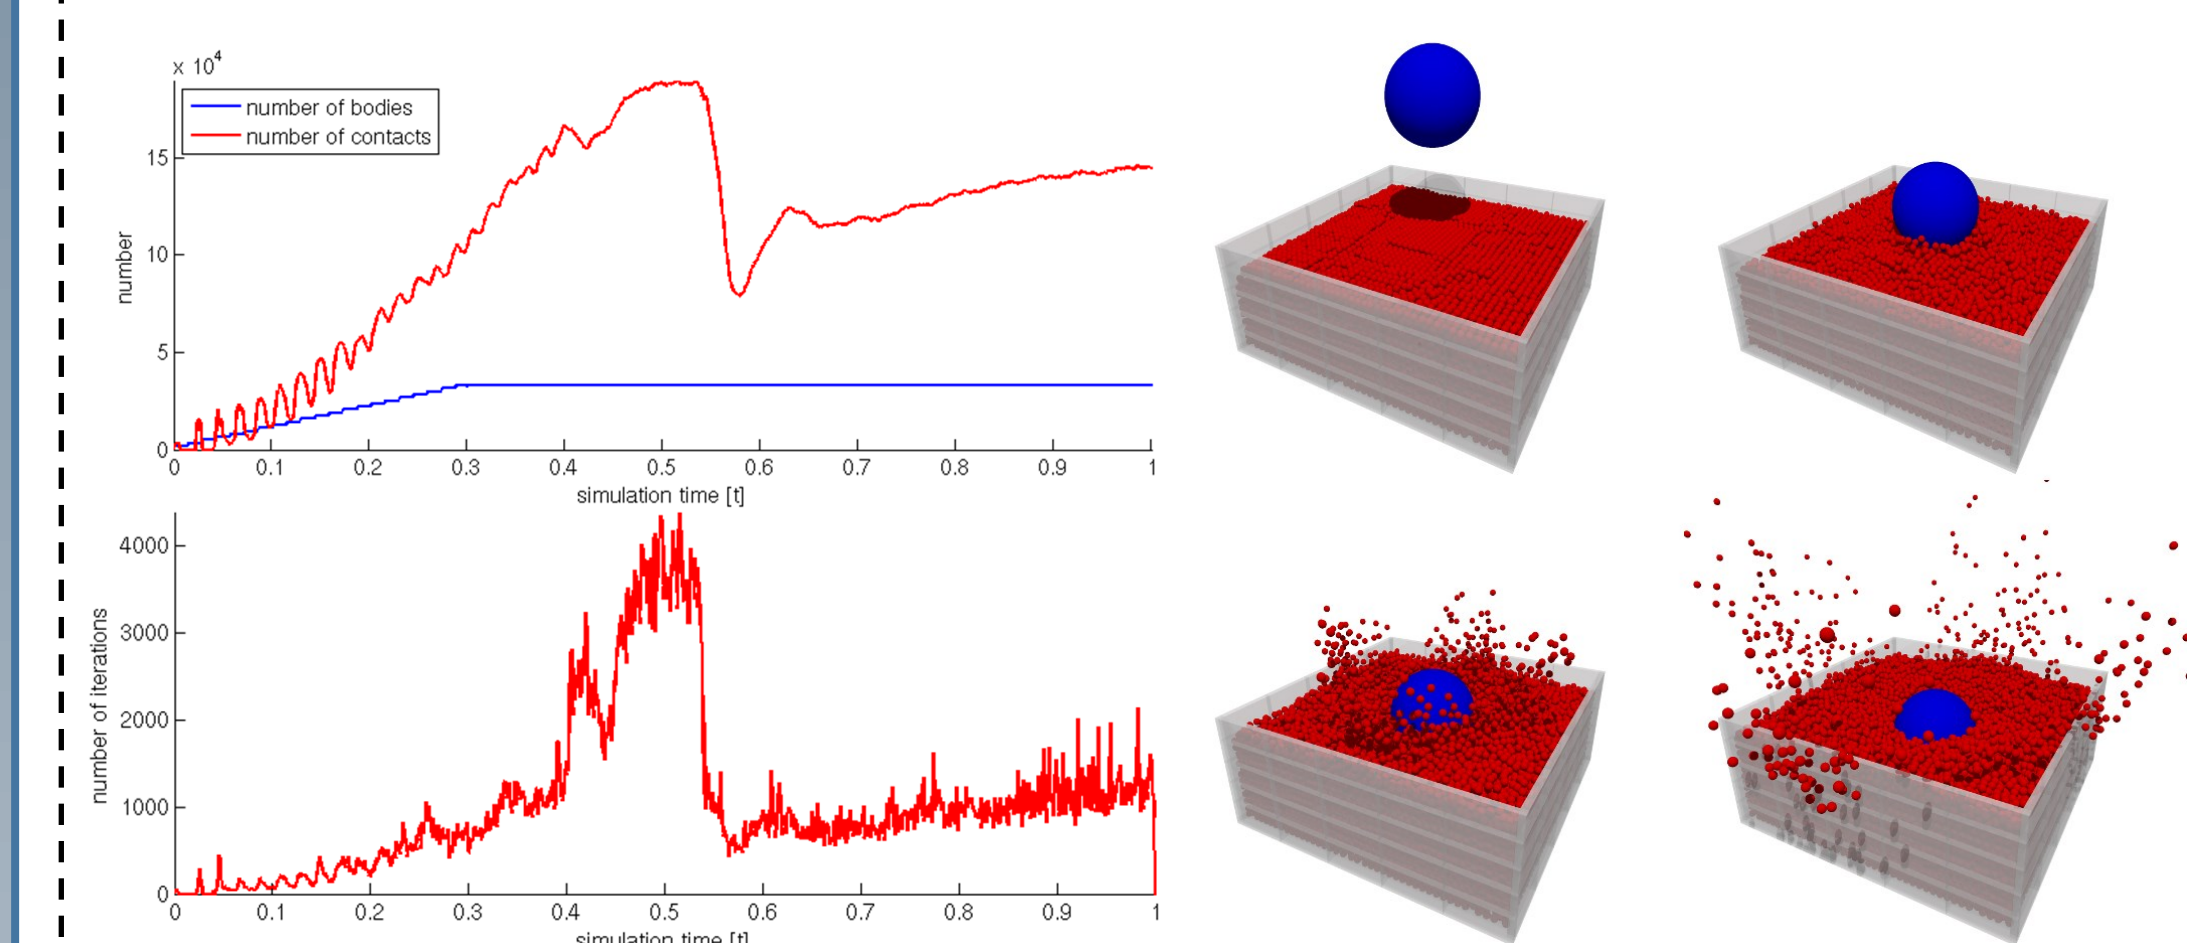 x 10^4
number of bodies
number of contacts
15
10
5
0
number
0 0.1 0.2 0.3 0.4 0.5 0.6 0.7 0.8 0.9 1
simulation time [t]
4000
3000
2000
1000
0
number of iterations
0 0.1 0.2 0.3 0.4 0.5 0.6 0.7 0.8 0.9 1
simulation time [t]